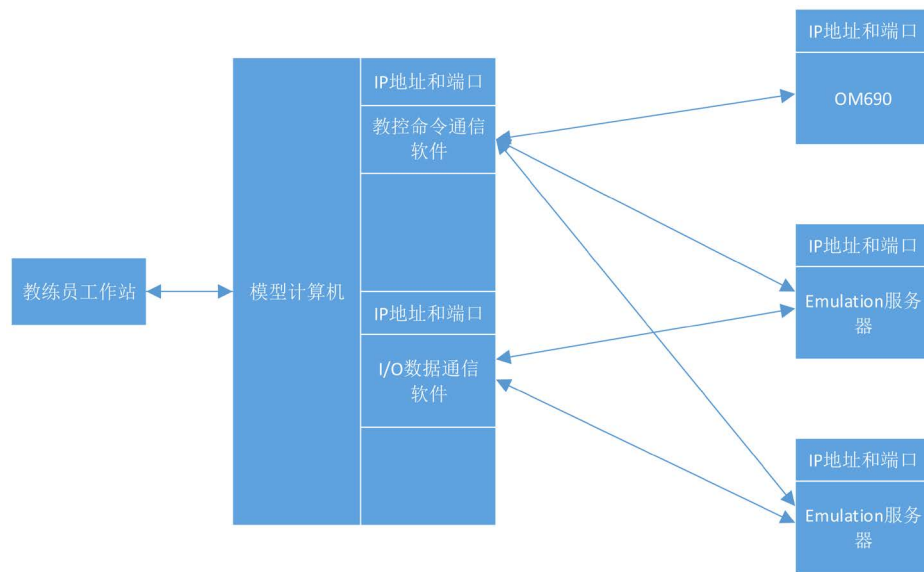 教练员工作站
模型计算机
IP地址和端口
教控命令通信
软件
IP地址和端口
I/O数据通信
软件
IP地址和端口
OM690
IP地址和端口
Emulation服务
器
IP地址和端口
Emulation服务
器